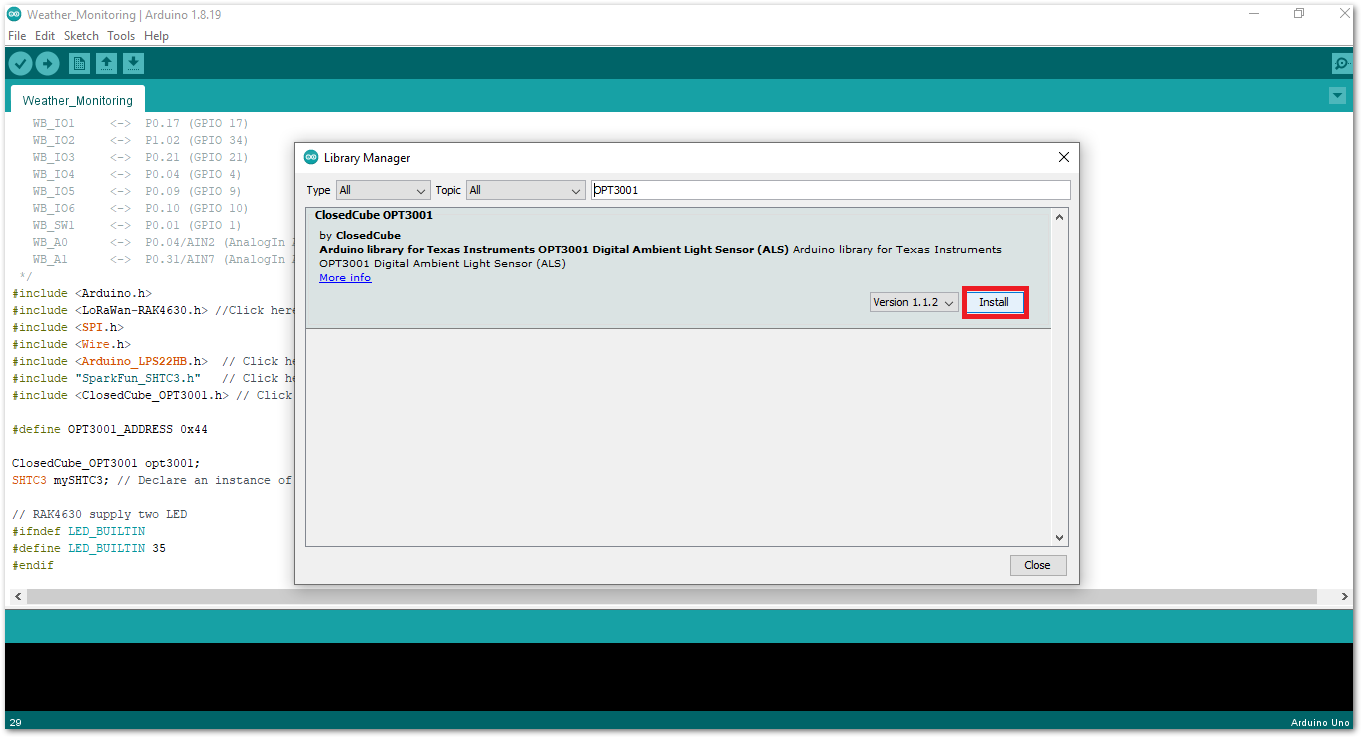 Weather_Monitoring | Arduino 1.8.19
File Edit Sketch Tools Help
Weather_Monitoring
WB_IO1 <-> P0.17 (GPIO 17)
WB_IO2 <-> P1.02 (GPIO 34)
WB_IO3 <-> P0.21 (GPIO 21)
WB_IO4 <-> P0.04 (GPIO 4)
WB_IO5 <-> P0.09 (GPIO 9)
WB_IO6 <-> P0.10 (GPIO 10)
WB_SW1 <-> P0.01 (GPIO 1)
WB_A0 <-> P0.04/AIN2 (AnalogIn
WB_A1 <-> P0.31/AIN7 (AnalogIn
*/
#include <Arduino.h>
#include <LoRaWan-RAK4630.h> //Click here
#include <SPI.h>
#include <Wire.h>
#include <Arduino_LPS22HB.h> // Click he
#include "SparkFun_SHTC3.h" // Click he
#include <ClosedCube_OPT3001.h> // Click
#define OPT3001_ADDRESS 0x44
ClosedCube_OPT3001 opt3001;
SHTC3 mySHTC3; // Declare an instance of
// RAK4630 supply two LED
#ifndef LED_BUILTIN
#define LED_BUILTIN 35
#endif
Library Manager
Type All Topic All OPT3001
ClosedCube OPT3001
by ClosedCube
Arduino library for Texas Instruments OPT3001 Digital Ambient Light Sensor (ALS) Arduino library for Texas Instruments
OPT3001 Digital Ambient Light Sensor (ALS)
More info
Version 1.1.2 Install
Close
29 Arduino Uno